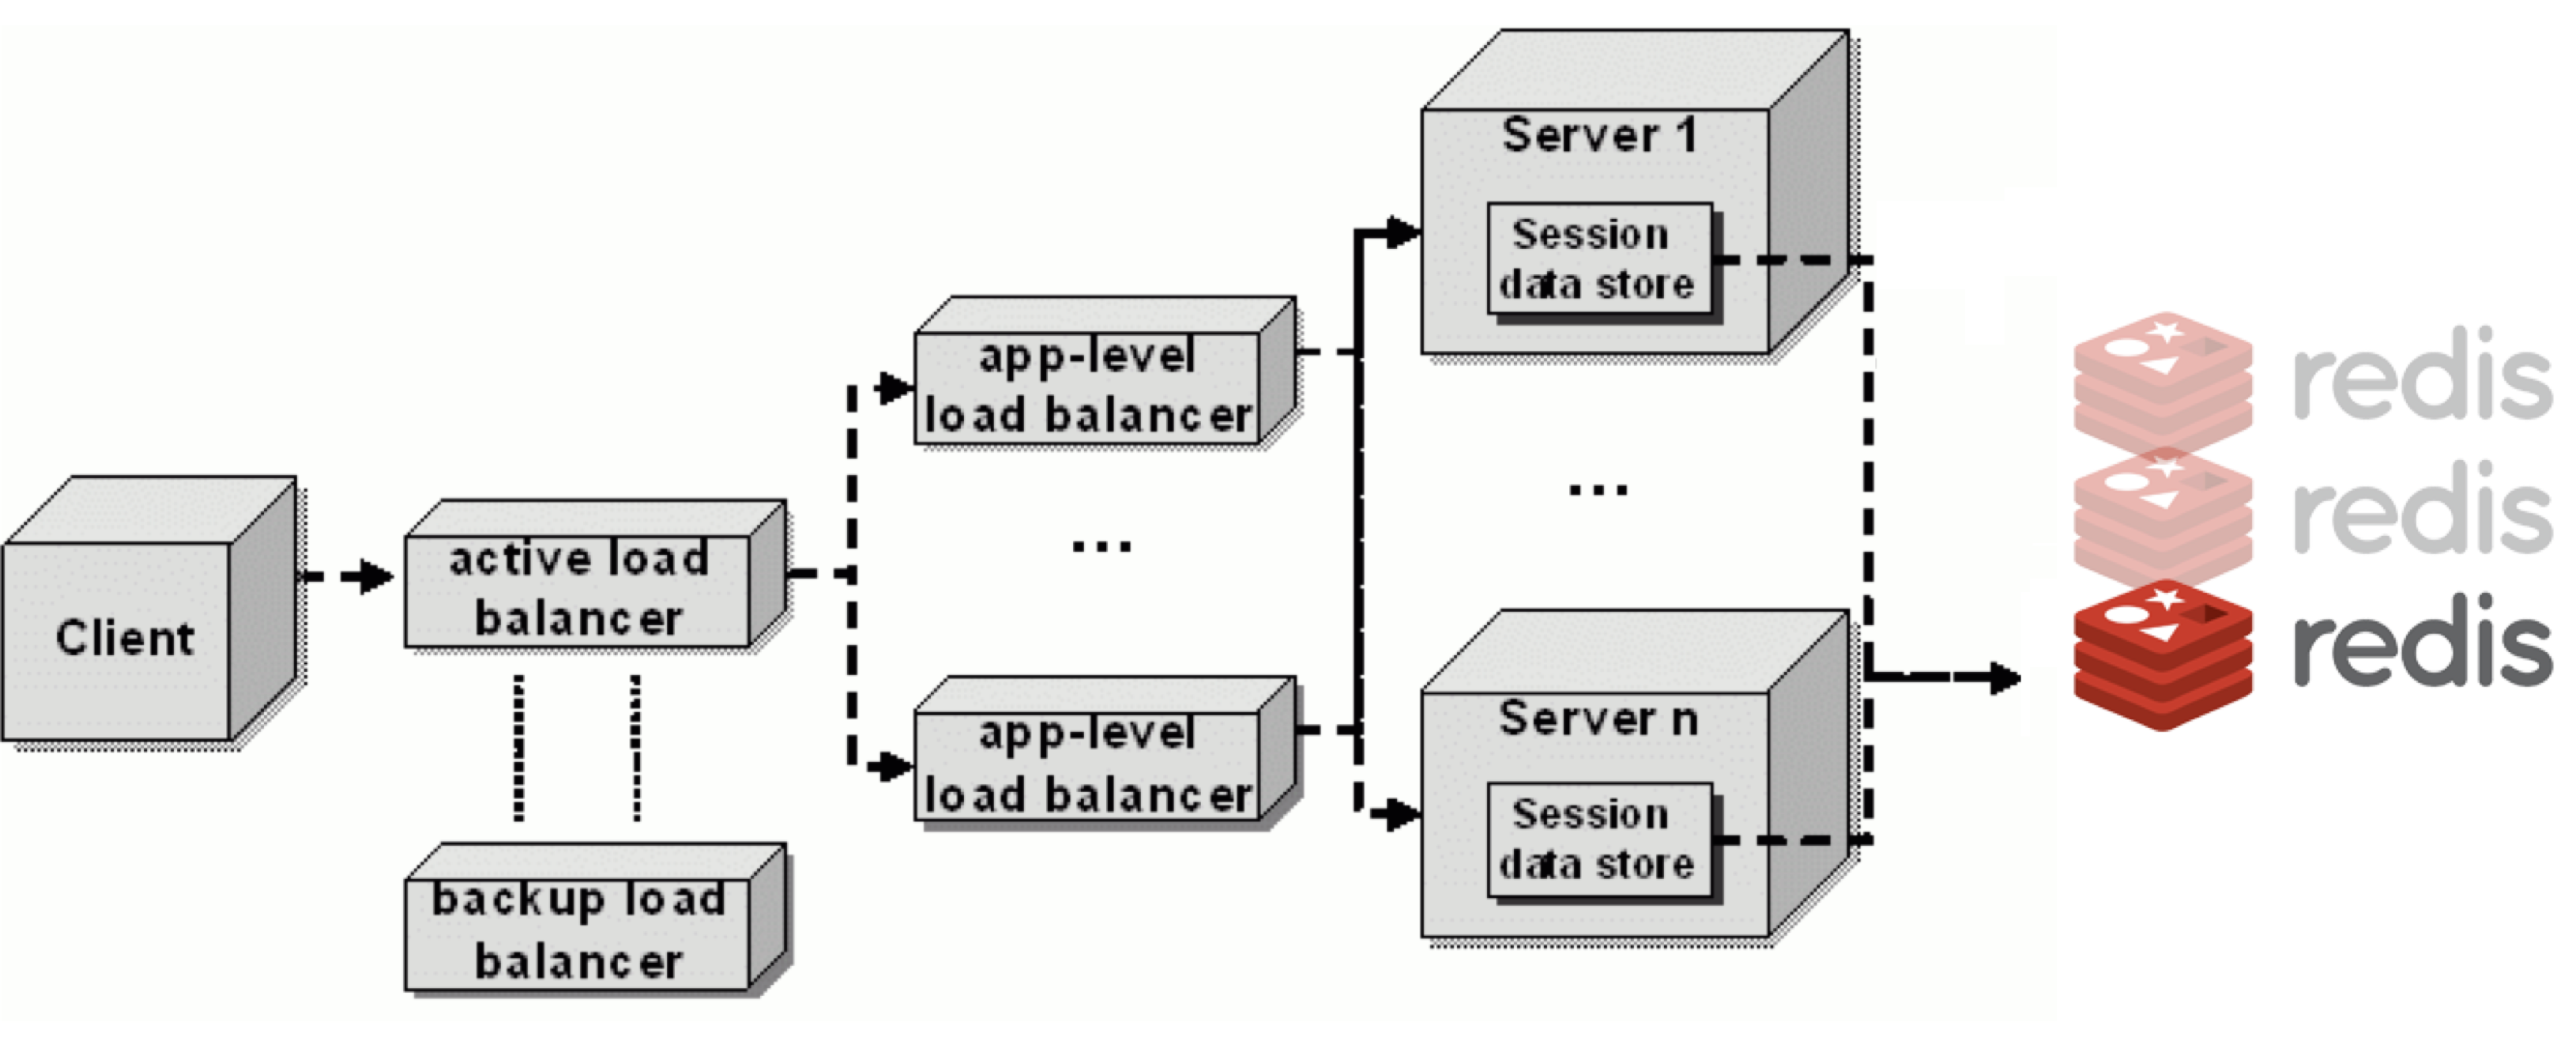 Client
active load
balancer
backup load
balancer
app-level
load balancer
...
app-level
load balancer
Server 1
Session
data store
...
Server n
Session
data store
redis
redis
redis